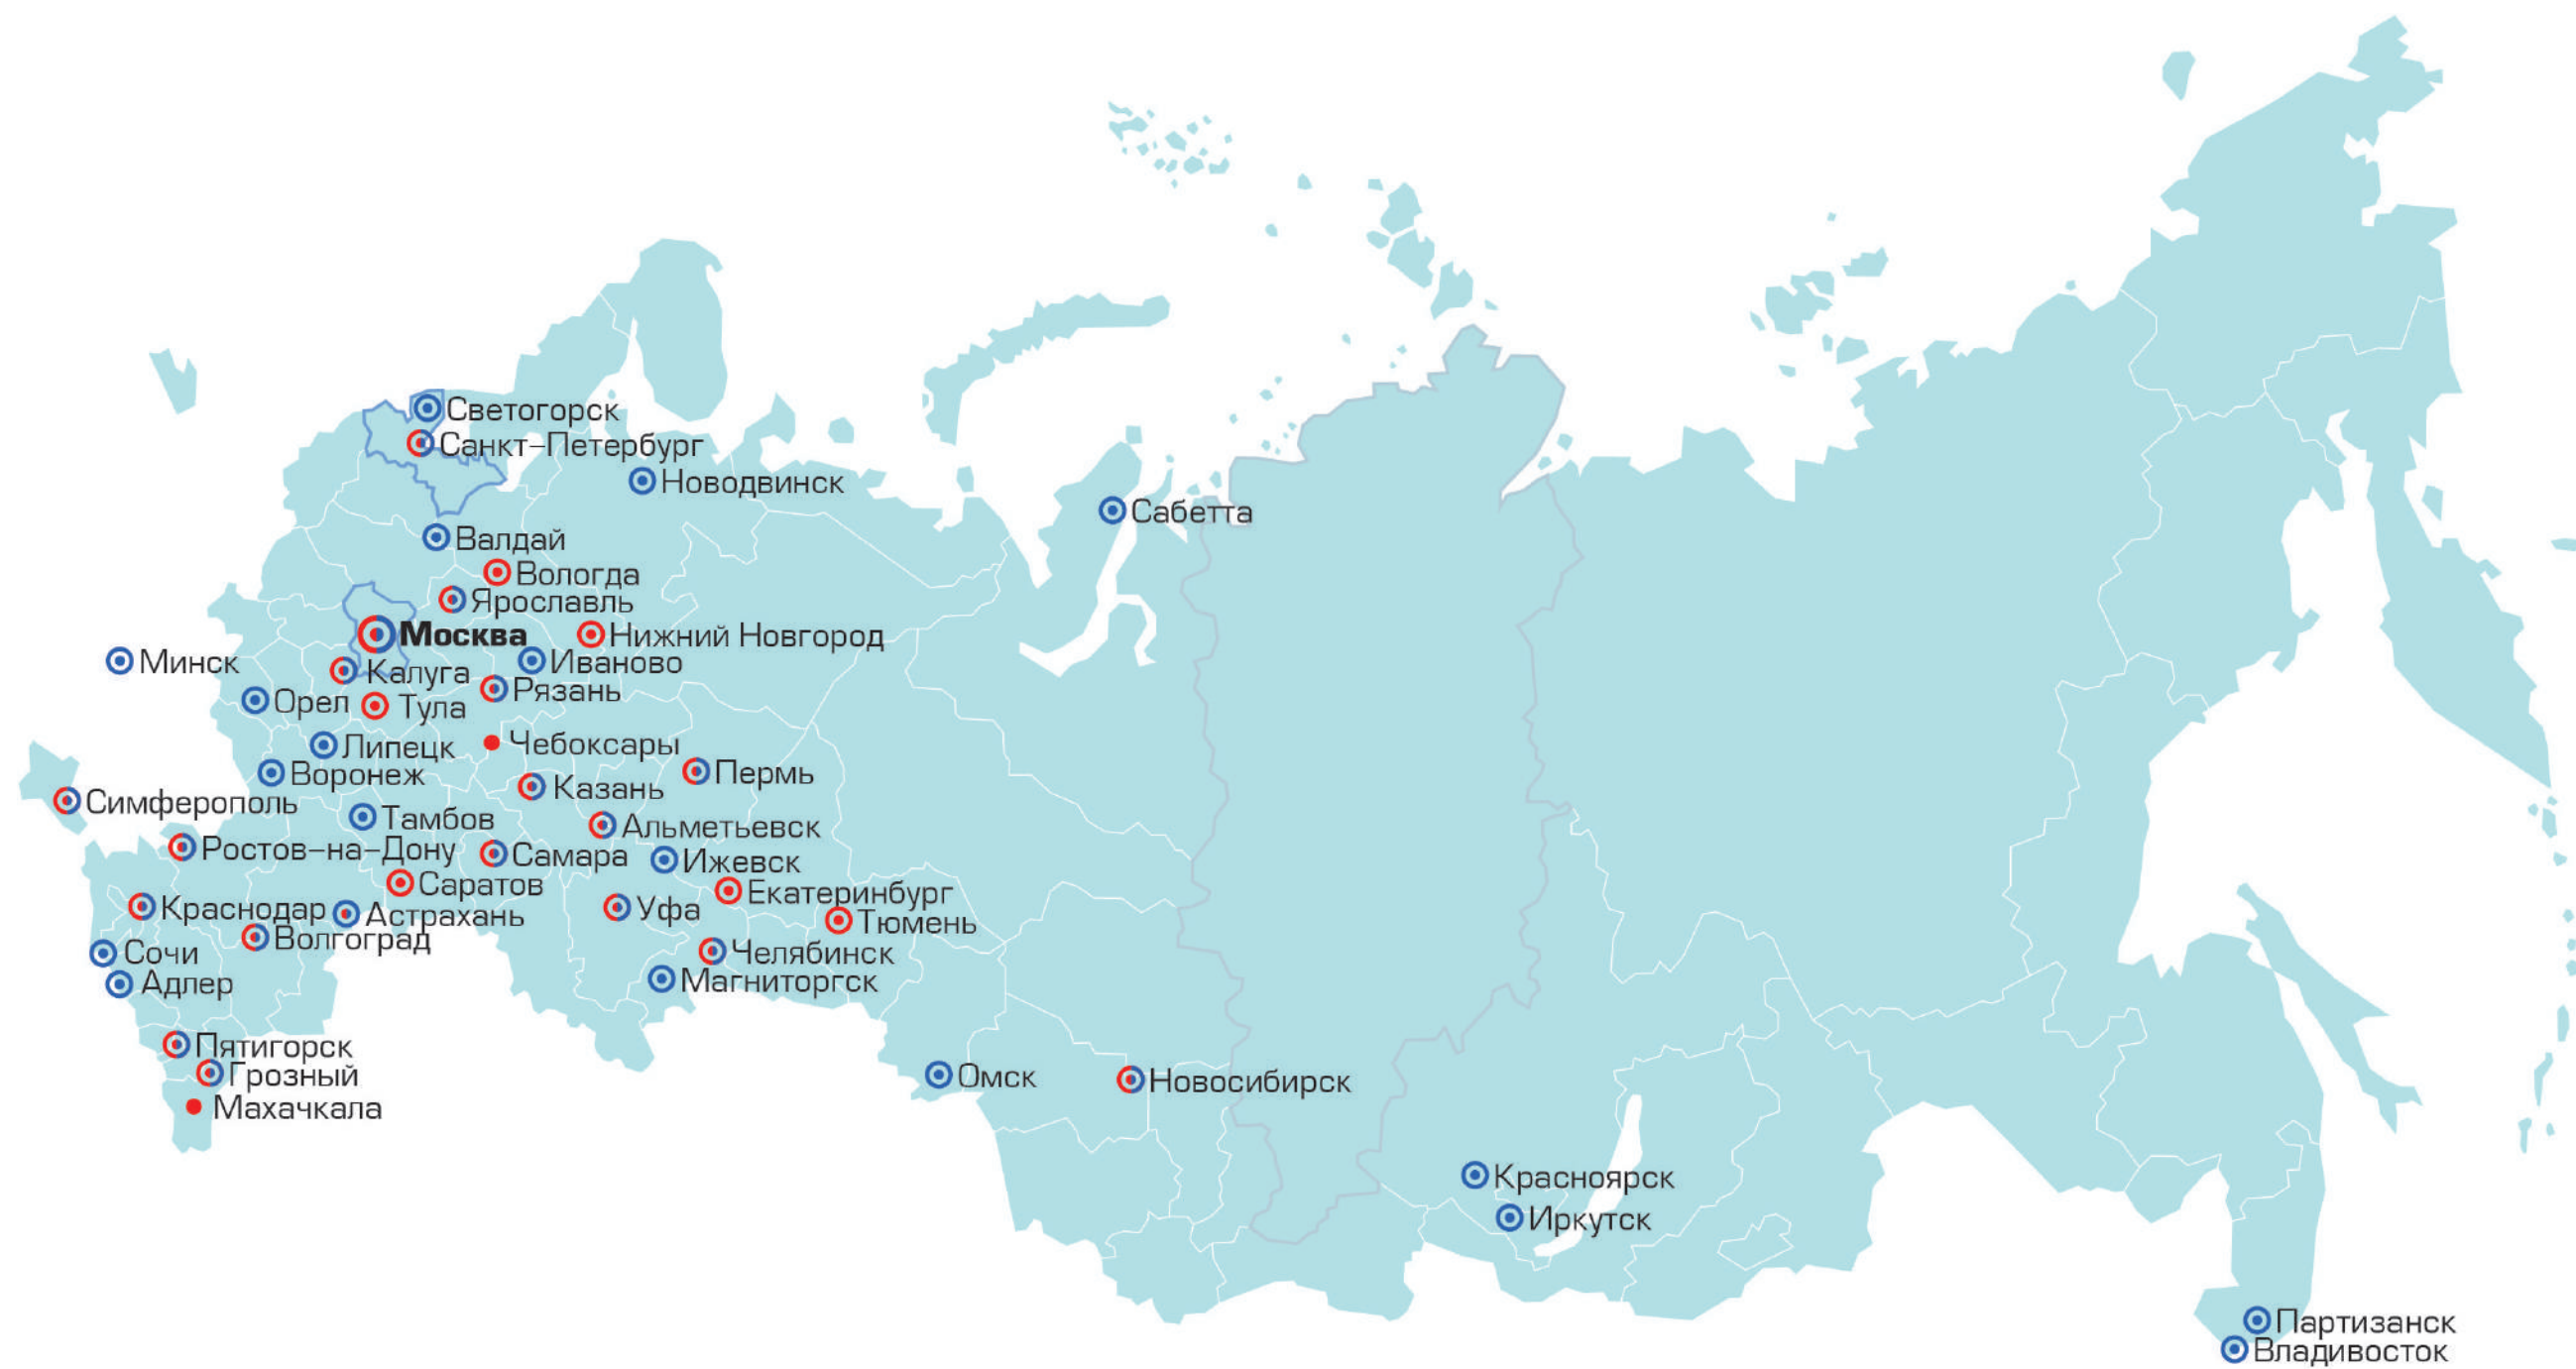 Светогорск
Санкт–Петербург
Новодвинск
Сабетта
Валдай
Вологда
Ярославль
Москва
Нижний Новгород
Минск
Иваново
Калуга
Рязань
Орел
Тула
Чебоксары
Липецк
Воронеж
Пермь
Казань
Симферополь
Тамбов
Альметьевск
Ростов–на–Дону
Самара
Ижевск
Саратов
Екатеринбург
Краснодар
Астрахань
Уфа
Тюмень
Волгоград
Сочи
Челябинск
Адлер
Магниторгск
Пятигорск
Грозный
Омск
Новосибирск
Махачкала
Красноярск
Иркутск
Партизанск
Владивосток